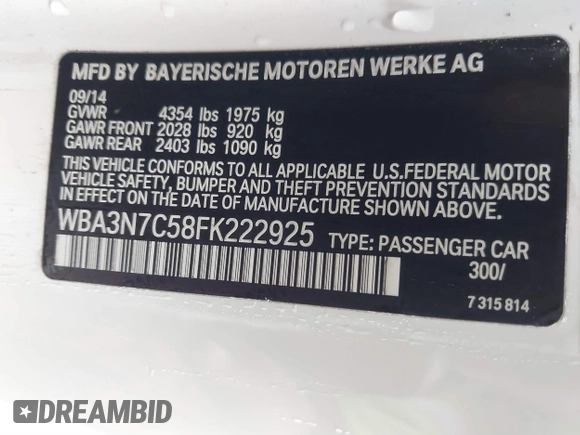 MFD BY BAYERISCHE MOTOREN WERKE AG
09/14
GVWR 4354 lbs 1975 kg
GAWR FRONT 2028 lbs 920 kg
GAWR REAR 2403 lbs 1090 kg
THIS VEHICLE CONFORMS TO ALL APPLICABLE U.S.FEDERAL MOTOR
VEHICLE SAFETY, BUMPER AND THEFT PREVENTION STANDARDS
IN EFFECT ON THE DATE OF MANUFACTURE SHOWN ABOVE.
WBA3N7C58FK222925 TYPE: PASSENGER CAR
300/
7 315 814
DREAMBID